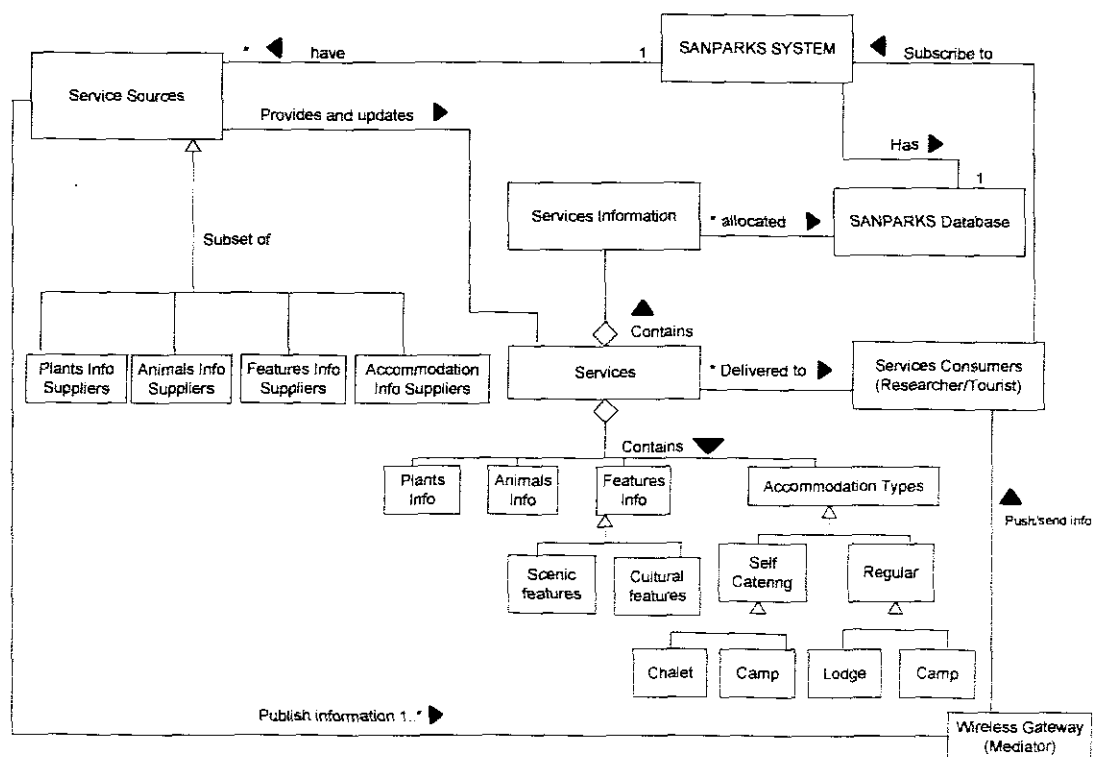 * have 1
SANPARKS SYSTEM
Subscribe to
Service Sources
Provides and updates
Has
1
Services Information
* allocated
SANPARKS Database
Subset of
Contains
Plants Info
Suppliers
Animals Info
Suppliers
Features Info
Suppliers
Accommodation
Info Suppliers
Services
* Delivered to
Services Consumers
(Researcher/Tourist)
Contains
Plants
Info
Animals
Info
Features
Info
Accommodation Types
Push/send info
Scenic
features
Cultural
features
Self
Catering
Regular
Chalet
Camp
Lodge
Camp
Publish information 1..*
Wireless Gateway
(Mediator)